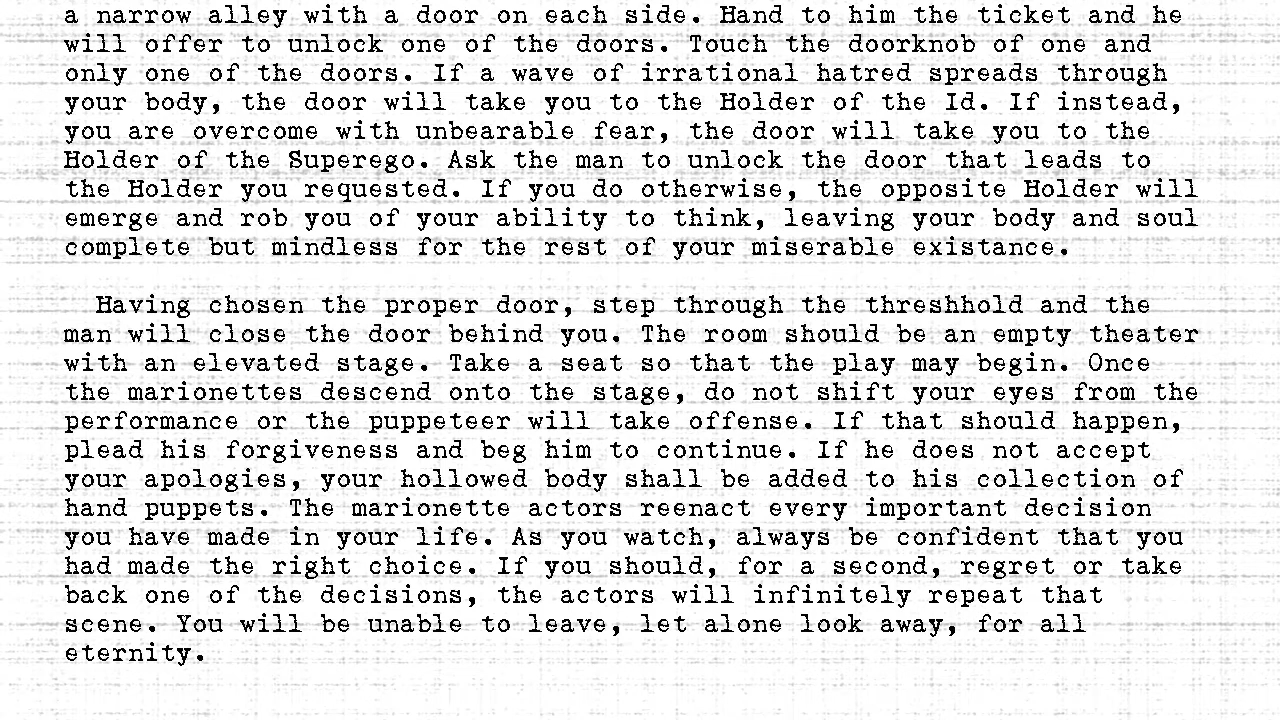 a narrow alley with a door on each side. Hand to him the ticket and he
will offer to unlock one of the doors. Touch the doorknob of one and
only one of the doors. If a wave of irrational hatred spreads through
your body, the door will take you to the Holder of the Id. If instead,
you are overcome with unbearable fear, the door will take you to the
Holder of the Superego. Ask the man to unlock the door that leads to
the Holder you requested. If you do otherwise, the opposite Holder will
emerge and rob you of your ability to think, leaving your body and soul
complete but mindless for the rest of your miserable existance.
Having chosen the proper door, step through the threshhold and the
man will close the door behind you. The room should be an empty theater
with an elevated stage. Take a seat so that the play may begin. Once
the marionettes descend onto the stage, do not shift your eyes from the
performance or the puppeteer will take offense. If that should happen,
plead his forgiveness and beg him to continue. If he does not accept
your apologies, your hollowed body shall be added to his collection of
hand puppets. The marionette actors reenact every important decision
you have made in your life. As you watch, always be confident that you
had made the right choice. If you should, for a second, regret or take
back one of the decisions, the actors will infinitely repeat that
scene. You will be unable to leave, let alone look away, for all
eternity.